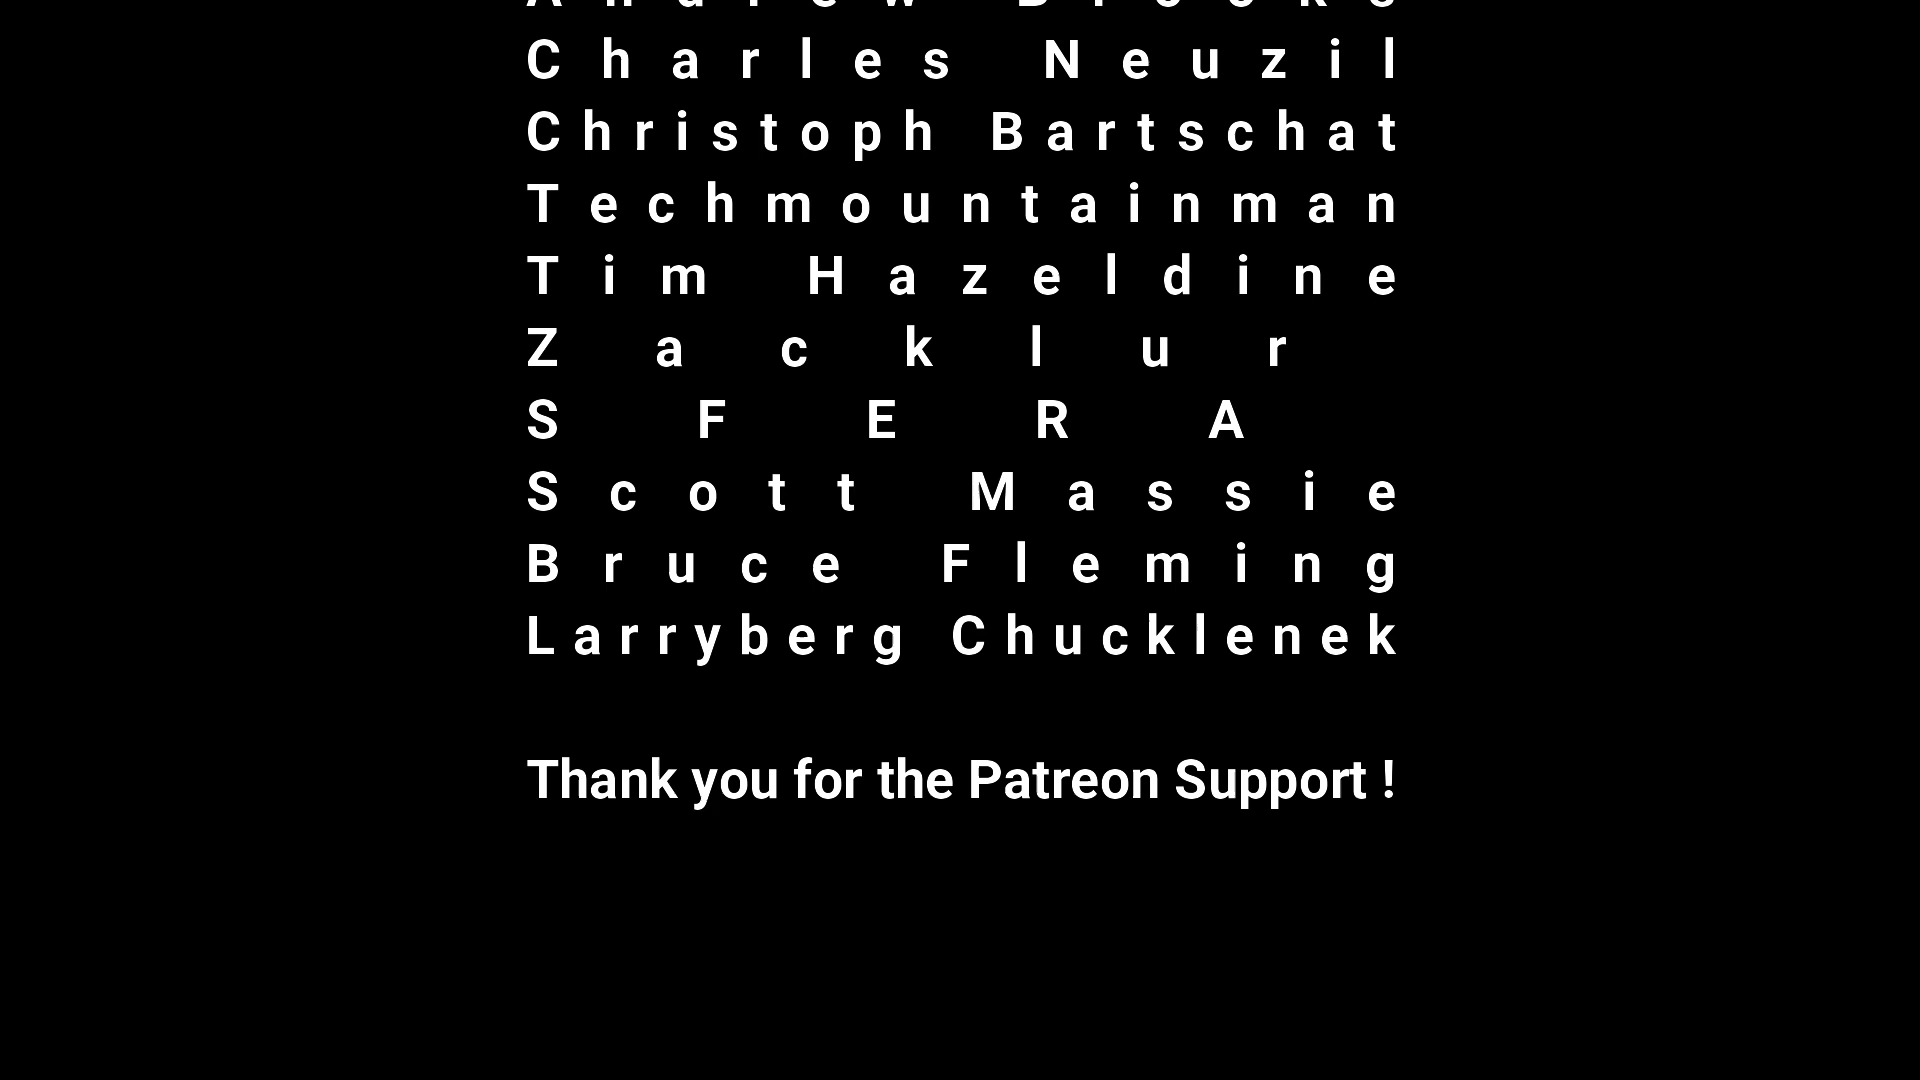 Charles Neuzil
Christoph Bartschat
Techmountainman
Tim Hazeldine
Zacklur
SFERA
Scott Massie
Bruce Fleming
Larryberg Chucklenek
Thank you for the Patreon Support !